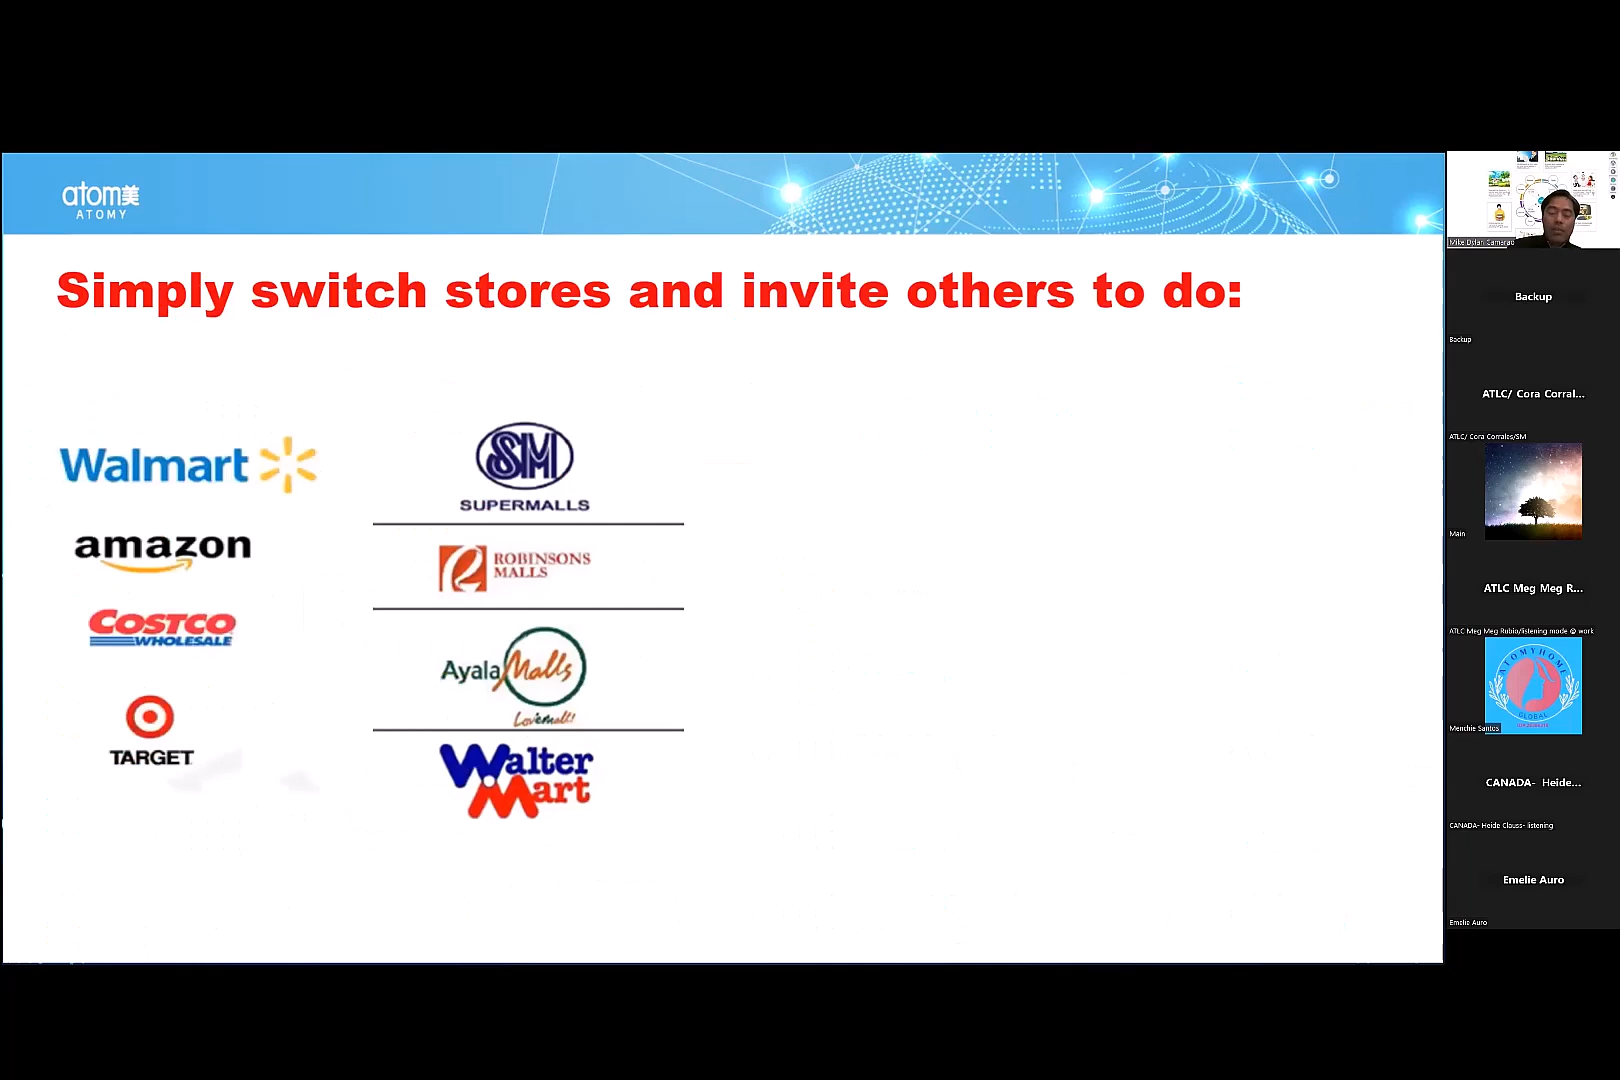 atom美
ATOMY
Simply switch stores and invite others to do:
Walmart
amazon
COSTCO
WHOLESALE
TARGET
SM
SUPERMALLS
ROBINSONS
MALLS
Ayala Malls
Walter
Mart
Mike Dylan Camarao
Backup
Backup
ATLC/ Cora Corral...
ATLC/ Cora Corrales/SM
Main
ATLC Meg Meg R...
ATLC Meg Meg Rubio/listening mode @ work
ATOMYHOME
GLOBAL
Menchie Santos
CANADA- Heide...
CANADA- Heide Clauss- listening
Emelie Auro
Emelie Auro